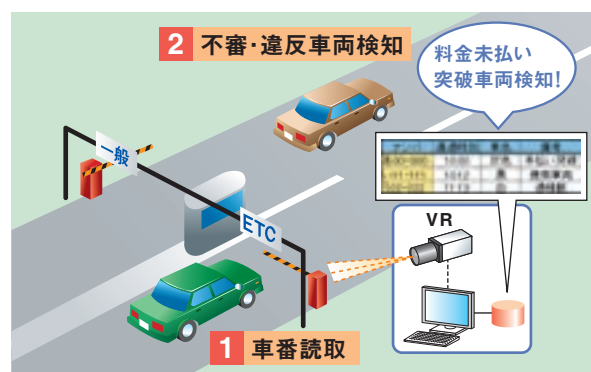 2 不審・違反車両検知
料金未払い
突破車両検知!
一般
ETC
VR
1 車番読取